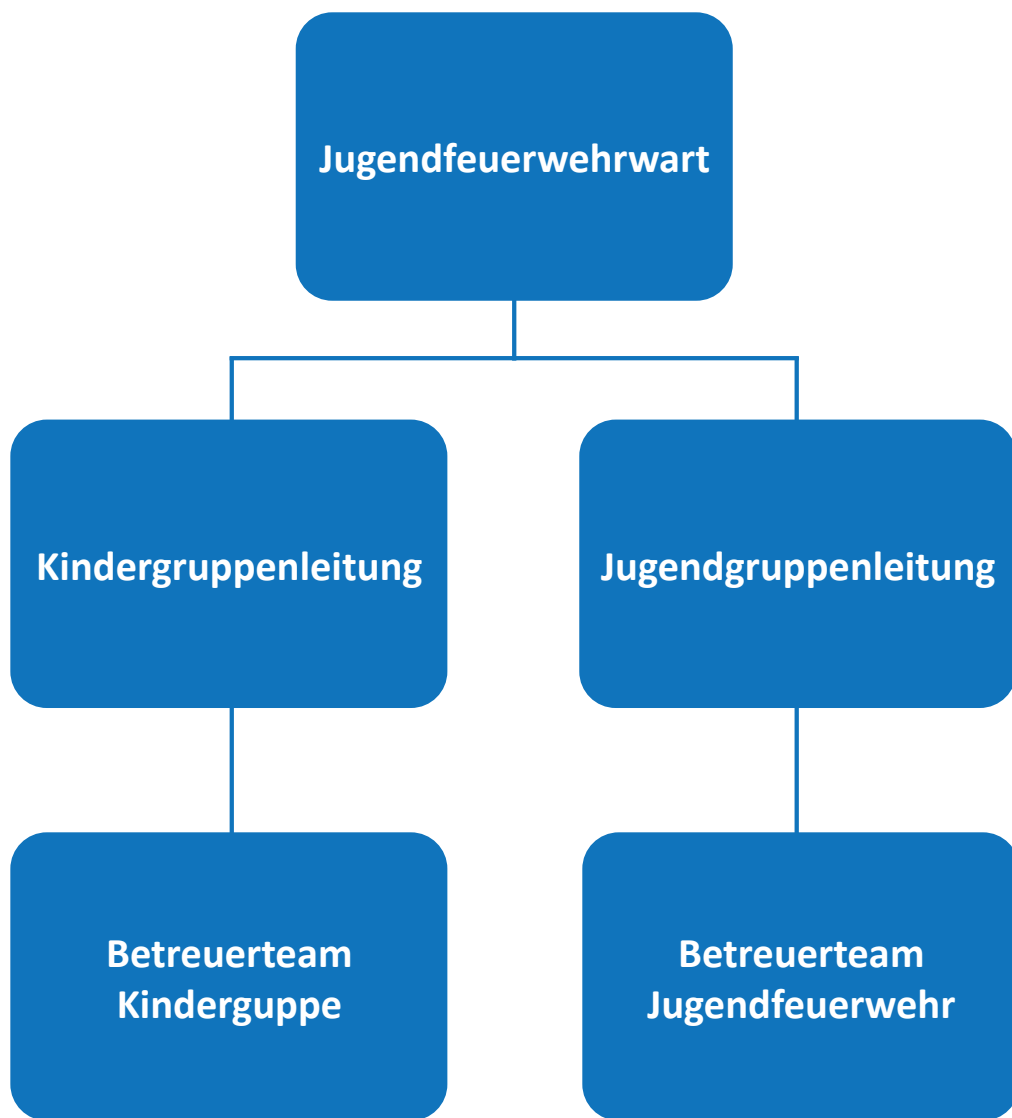 Jugendfeuerwehrwart
Kindergruppenleitung
Jugendgruppenleitung
Betreuerteam
Kinderguppe
Betreuerteam
Jugendfeuerwehr